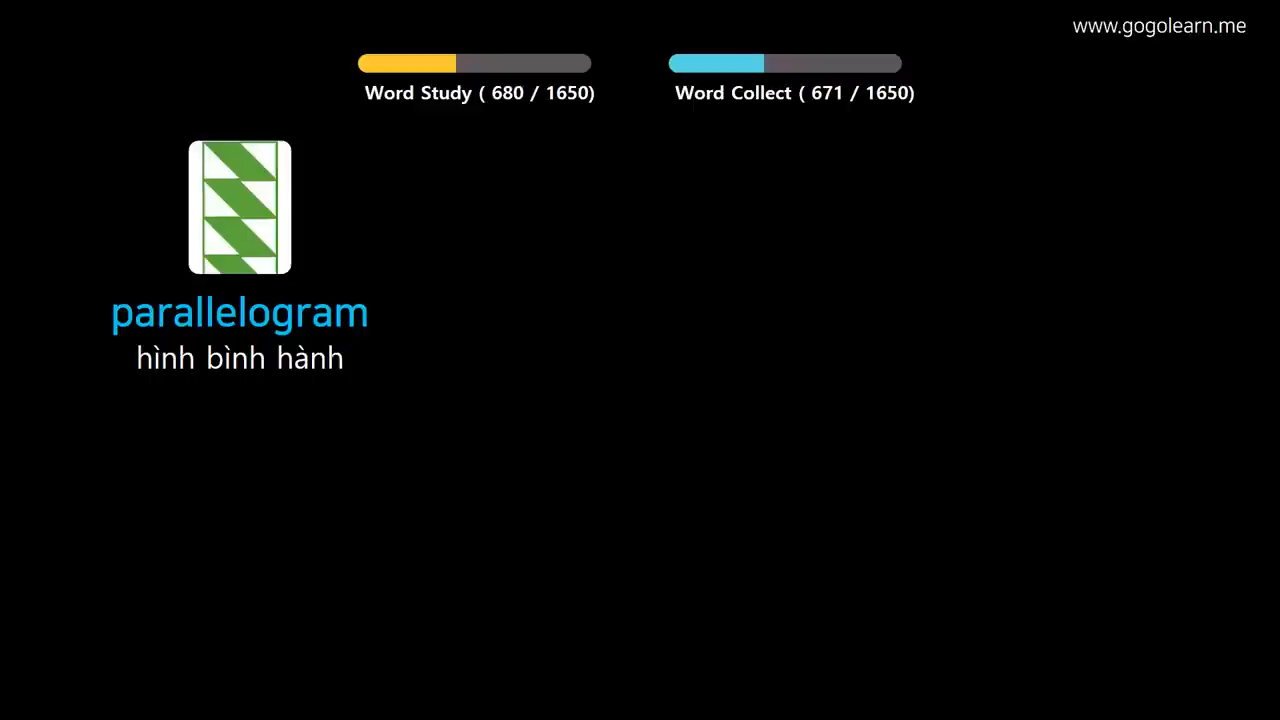 www.gogolearn.me
Word Study ( 680 / 1650)
Word Collect ( 671 / 1650)
parallelogram
hình bình hành